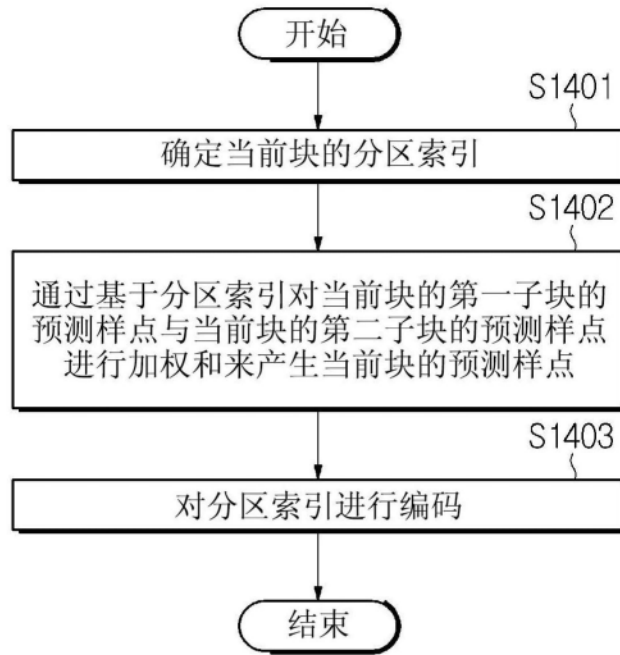 开始
S1401
确定当前块的分区索引
S1402
通过基于分区索引对当前块的第一子块的
预测样点与当前块的第二子块的预测样点
进行加权和来产生当前块的预测样点
S1403
对分区索引进行编码
结束